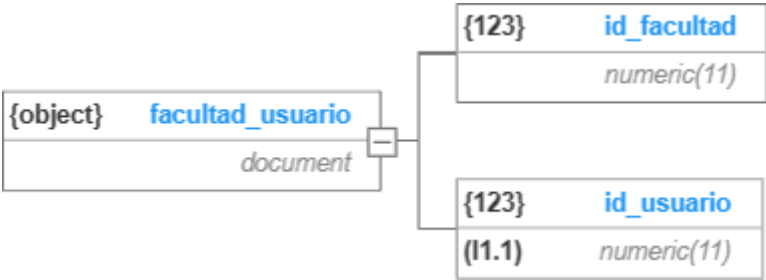 {123} id_facultad
numeric(11)
{object} facultad_usuario
document
{123} id_usuario
(I1.1) numeric(11)